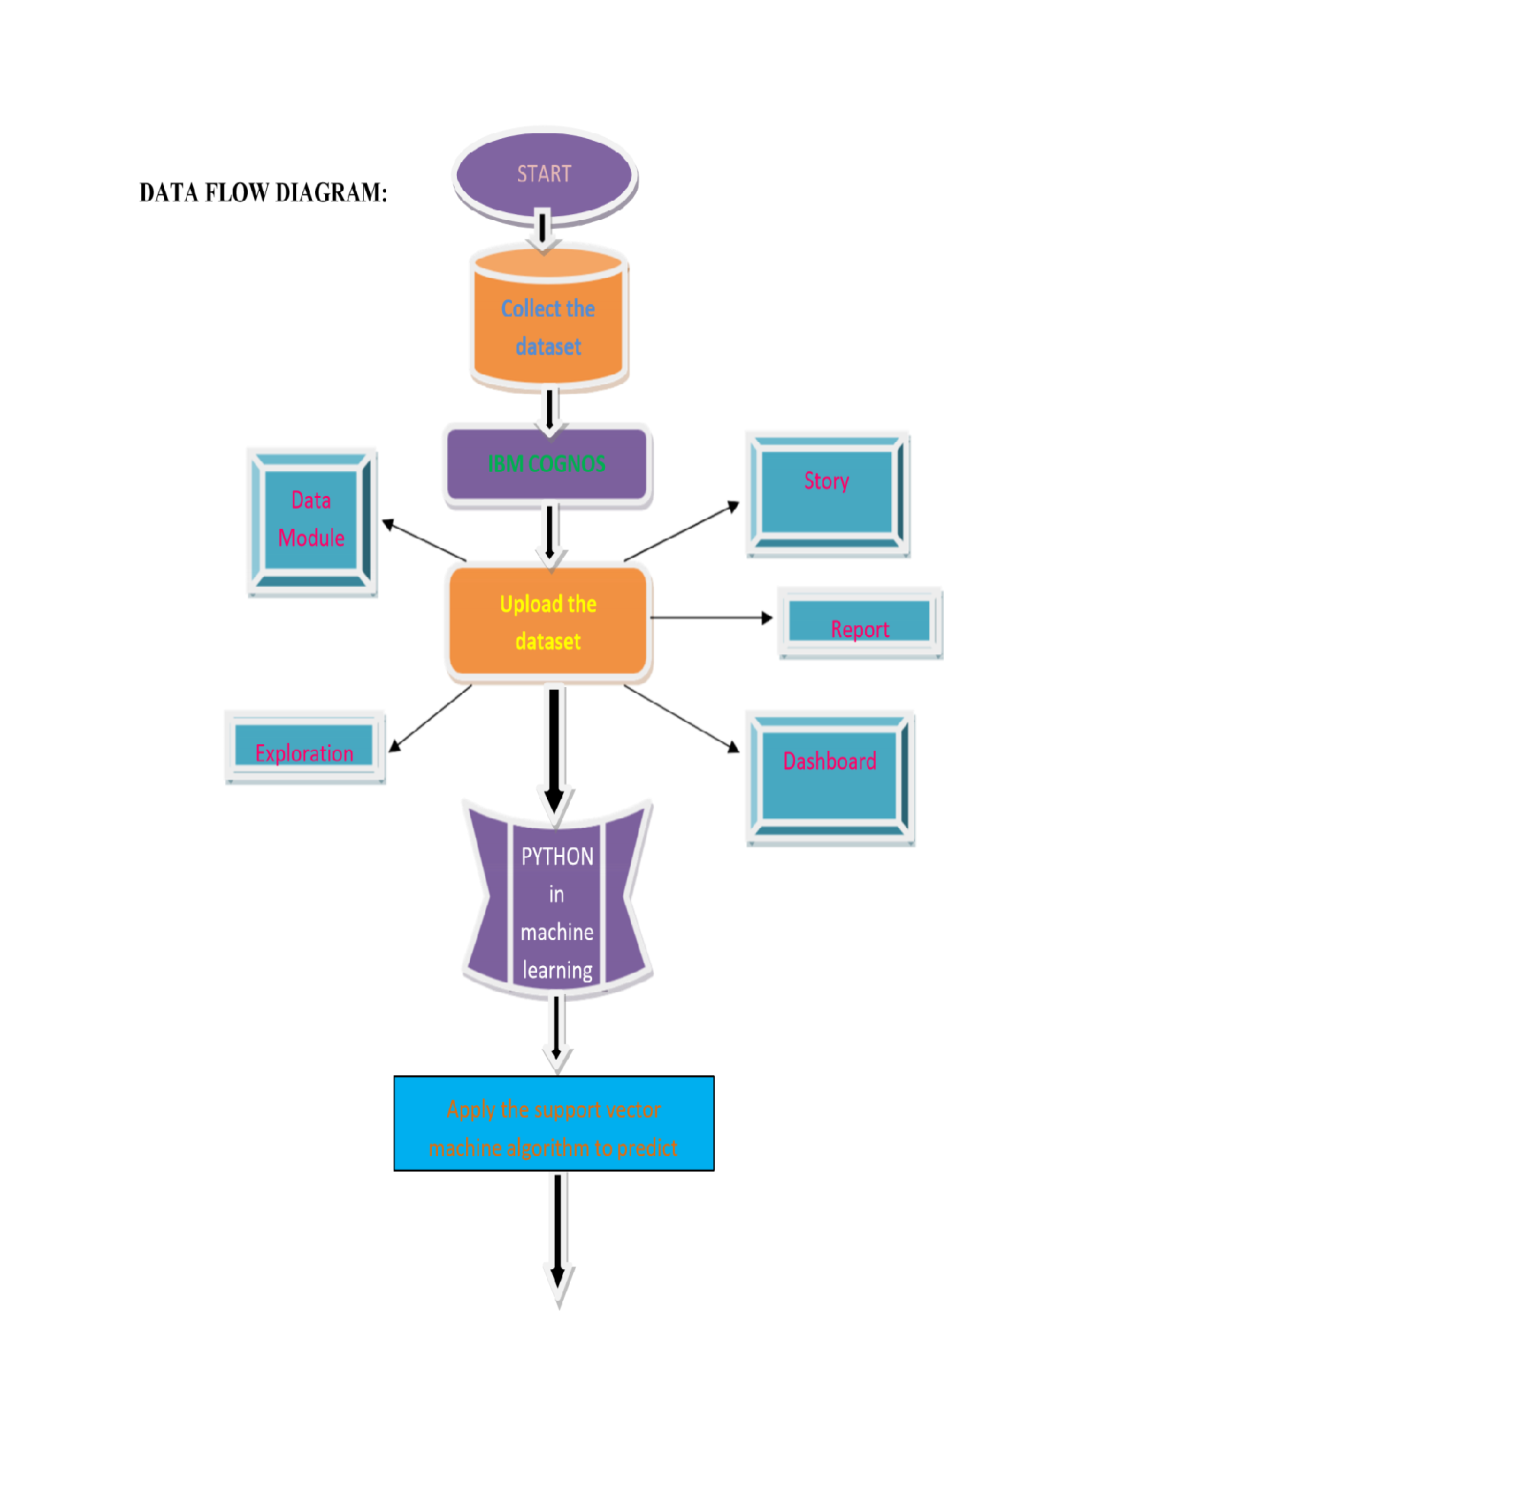 START
DATA FLOW DIAGRAM:
Collect the
dataset
IBM COGNOS
Data
Module
Story
Upload the
dataset
Report
Exploration
Dashboard
PYTHON
in
machine
learning
Apply the support vector
machine algorithm to predict